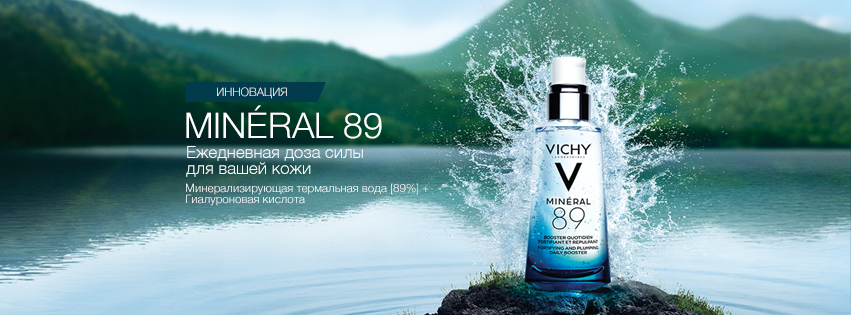 ИННОВАЦИЯ
MINÉRAL 89
Ежедневная доза силы
для вашей кожи
Минерализирующая термальная вода [89%] +
Гиалуроновая кислота
VICHY
LABORATOIRES
V
MINÉRAL
89
BOOSTER QUOTIDIEN
FORTIFIANT ET REPULPANT
FORTIFYING AND PLUMPING
DAILY BOOSTER